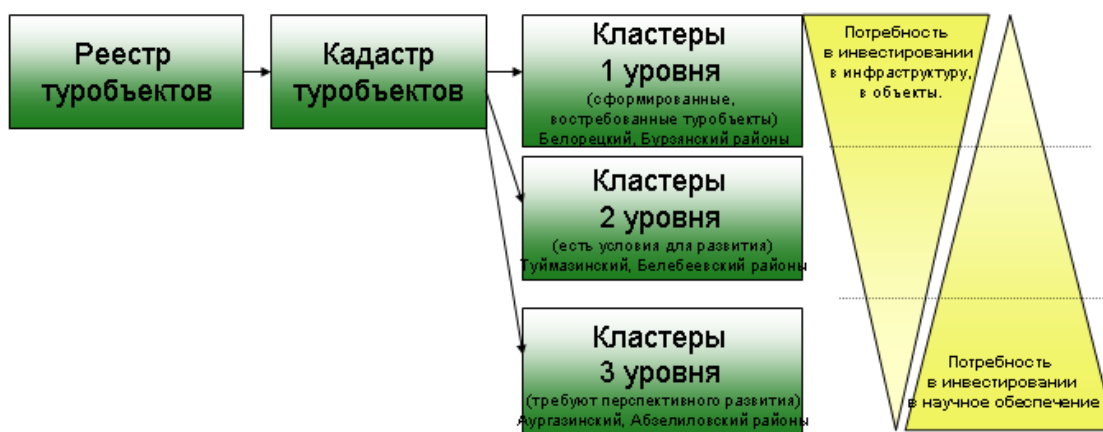 Реестр
туробъектов
Кадастр
туробъектов
Кластеры
1 уровня
(сформированные,
востребованные туробъекты)
Белорецкий, Бурзянский районы
Кластеры
2 уровня
(есть условия для развития)
Туймазинский, Белебеевский районы
Кластеры
3 уровня
(требуют перспективного развития)
Аургазинский, Абзелиловский районы
Потребность
в инвестировании
в инфраструктуру,
в объекты.
Потребность
в инвестировании
в научное обеспечение